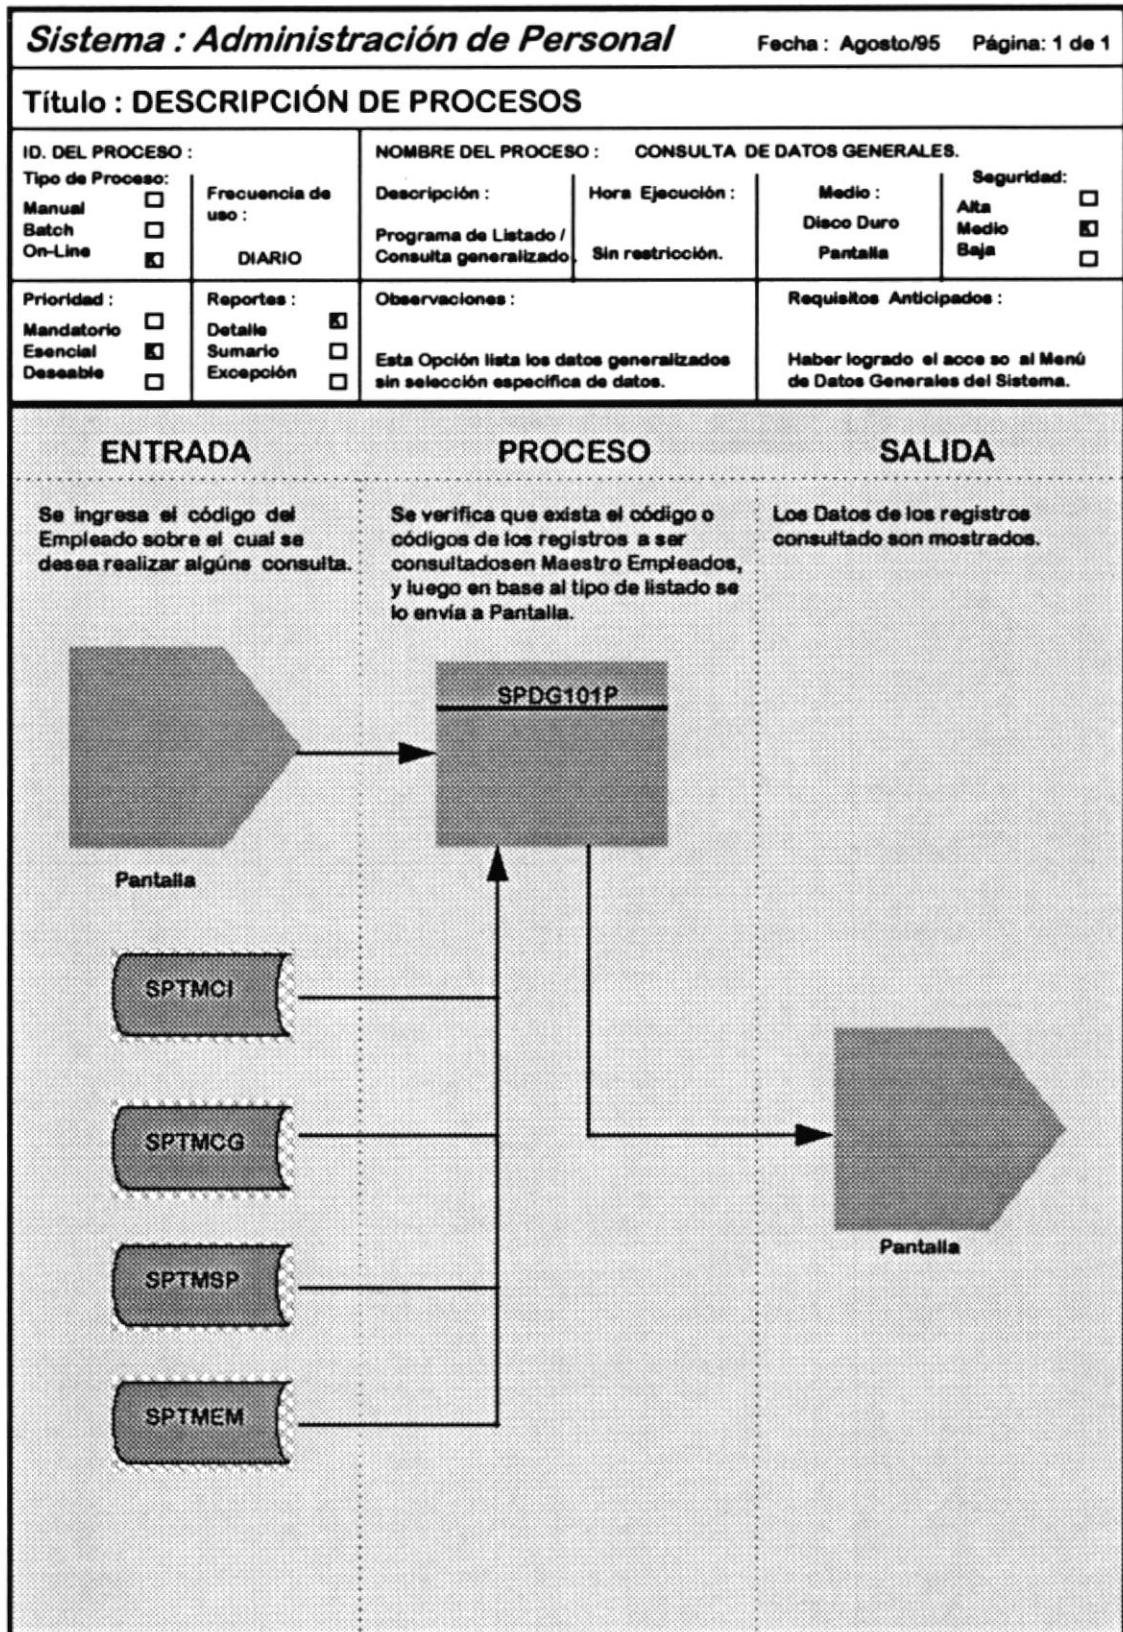 Sistema : Administración de Personal Fecha : Agosto/95 Página: 1 de 1
Título : DESCRIPCIÓN DE PROCESOS
ID. DEL PROCESO :
Tipo de Proceso:
Manual
Batch
On-Line
Frecuencia de
uso :
DIARIO
NOMBRE DEL PROCESO : CONSULTA DE DATOS GENERALES.
Descripción :
Programa de Listado /
Consulta generalizado.
Hora Ejecución :
Sin restricción.
Medio :
Disco Duro
Pantalla
Seguridad:
Alta
Medio
Baja
Prioridad :
Mandatorio
Esencial
Deseable
Reportes :
Detalle
Sumario
Excepción
Observaciones :
Esta Opción lista los datos generalizados
sin selección específica de datos.
Requisitos Anticipados :
Haber logrado el acce so al Menú
de Datos Generales del Sistema.
ENTRADA
Se ingresa el código del
Empleado sobre el cual se
desea realizar algúns consulta.
PROCESO
Se verifica que exista el código o
códigos de los registros a ser
consultadosen Maestro Empleados,
y luego en base al tipo de listado se
lo envía a Pantalla.
SALIDA
Los Datos de los registros
consultado son mostrados.
SPDG101P
Pantalla
SPTMCI
SPTMCG
SPTMSP
SPTMEM
Pantalla